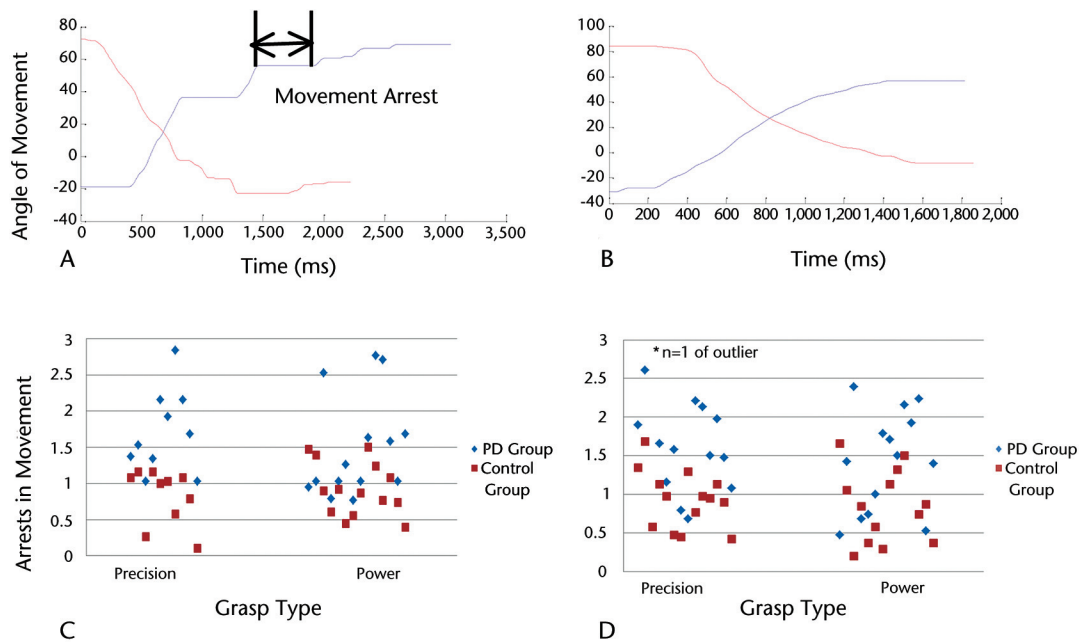 80
60
40
20
0
-20
-40
0 500 1,000 1,500 2,000 2,500 3,000 3,500
Angle of Movement
Movement Arrest
A
Time (ms)
100
80
60
40
20
0
-20
-40
0 200 400 600 800 1,000 1,200 1,400 1,600 1,800 2,000
B
Time (ms)
3
2.5
2
1.5
1
0.5
0
Arrests in Movement
Precision Power
PD Group
Control
Group
Grasp Type
C
3
2.5
2
1.5
1
0.5
0
*n=1 of outlier
Precision Power
PD Group
Control
Group
Grasp Type
D